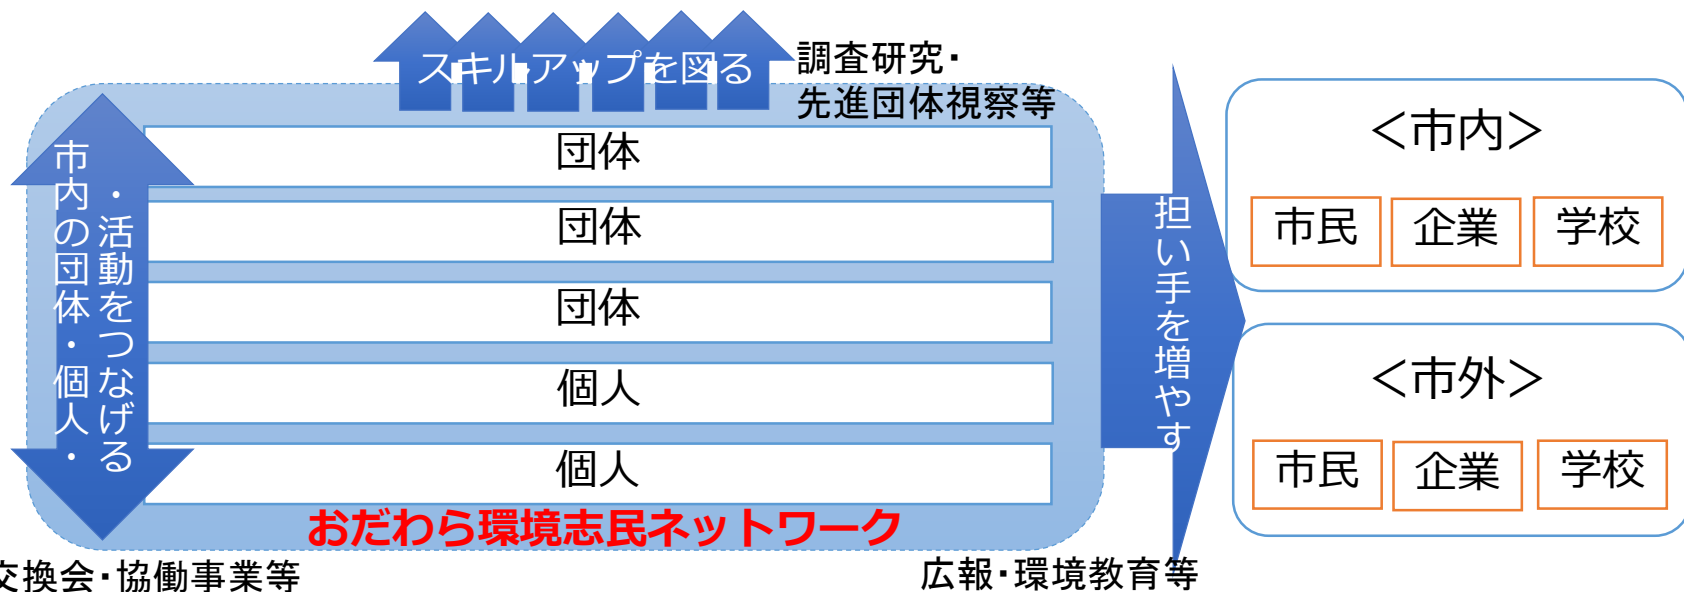 スキルアップを図る
調査研究・
先進団体視察等
市内の団体・個人・
・活動をつなげる
団体
団体
団体
個人
個人
おだわら環境志民ネットワーク
交換会・協働事業等
担い手を増やす
広報・環境教育等
＜市内＞
市民 企業 学校
＜市外＞
市民 企業 学校